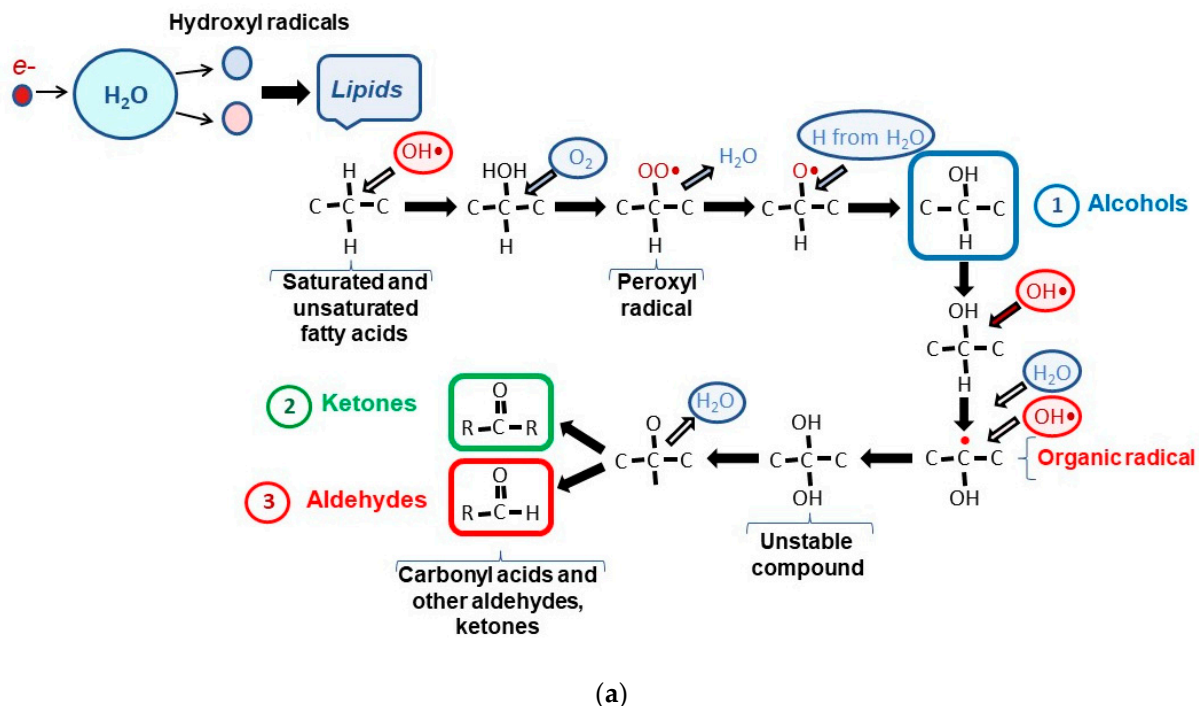 Hydroxyl radicals
e-
H₂O
Lipids
OH•
O₂
H₂O
H from H₂O
H
C C C
H
HOH
C C C
H
OO•
C C C
H
O•
C C C
H
OH
C C C
H
1 Alcohols
Saturated and
unsaturated
fatty acids
Peroxyl
radical
OH•
OH
C C C
H
H₂O
OH•
2 Ketones
O
R C R
O
C C C
H₂O
OH
C C C
OH
•
C C C
OH
Organic radical
3 Aldehydes
O
R C H
Unstable
compound
Carbonyl acids and
other aldehydes,
ketones
(a)